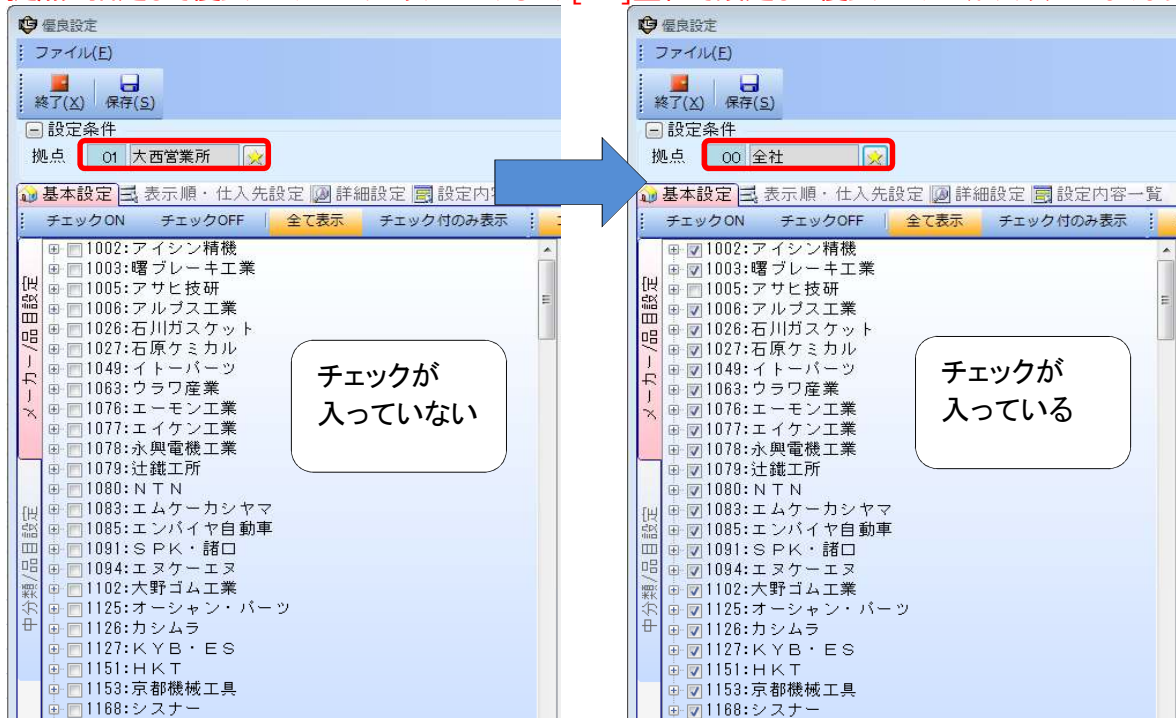 優良設定
ファイル(F)
終了(X) 保存(S)
設定条件
拠点 01 大西営業所
基本設定 表示順・仕入先設定 詳細設定 設定内容
チェックON チェックOFF 全て表示 チェック付のみ表示
メーカー/品目設定
中分類/品目設定
1002:アイシン精機
1003:曙ブレーキ工業
1005:アサヒ技研
1006:アルプス工業
1026:石川ガスケット
1027:石原ケミカル
1049:イトーパーツ
1063:ウラワ産業
1076:エーモン工業
1077:エイケン工業
1078:永興電機工業
1079:辻鐵工所
1080:NTN
1083:エムケーカシヤマ
1085:エンパイヤ自動車
1091:SPK・諸口
1094:エヌケーエヌ
1102:大野ゴム工業
1125:オーシャン・パーツ
1126:カシムラ
1127:KYB・ES
1151:HKT
1153:京都機械工具
1168:シスナー
チェックが
入っていない
優良設定
ファイル(F)
終了(X) 保存(S)
設定条件
拠点 00 全社
基本設定 表示順・仕入先設定 詳細設定 設定内容一覧
チェックON チェックOFF 全て表示 チェック付のみ表示
メーカー/品目設定
中分類/品目設定
1002:アイシン精機
1003:曙ブレーキ工業
1005:アサヒ技研
1006:アルプス工業
1026:石川ガスケット
1027:石原ケミカル
1049:イトーパーツ
1063:ウラワ産業
1076:エーモン工業
1077:エイケン工業
1078:永興電機工業
1079:辻鐵工所
1080:NTN
1083:エムケーカシヤマ
1085:エンパイヤ自動車
1091:SPK・諸口
1094:エヌケーエヌ
1102:大野ゴム工業
1125:オーシャン・パーツ
1126:カシムラ
1127:KYB・ES
1151:HKT
1153:京都機械工具
1168:シスナー
チェックが
入っている